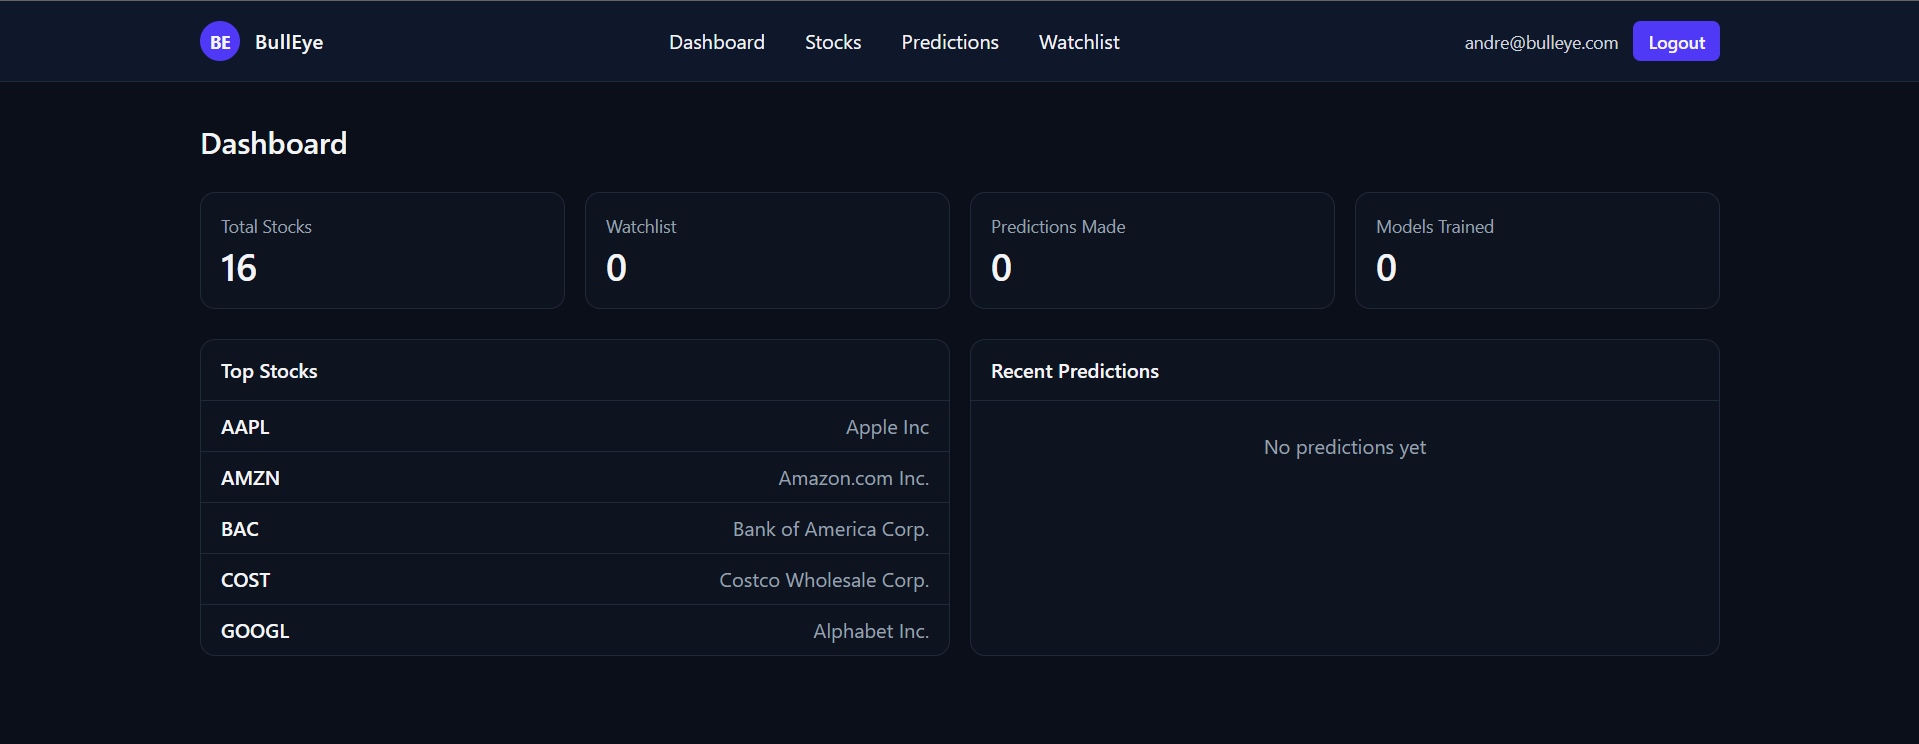 BE BullEye Dashboard Stocks Predictions Watchlist andre@bulleye.com Logout
Dashboard
Total Stocks Watchlist Predictions Made Models Trained
16 0 0 0
Top Stocks Recent Predictions
AAPL Apple Inc
No predictions yet
AMZN Amazon.com Inc.
BAC Bank of America Corp.
COST Costco Wholesale Corp.
GOOGL Alphabet Inc.